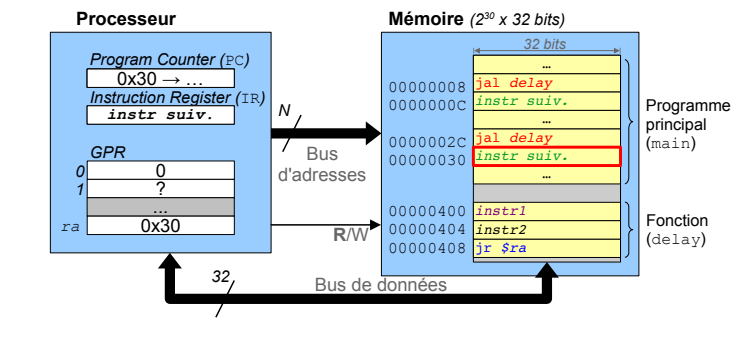 Processeur
Mémoire (2³⁰ x 32 bits)
Program Counter (PC)
0x30 → ...
Instruction Register (IR)
instr suiv.
GPR
0 0
1 ?
...
ra 0x30
N
Bus
d'adresses
R/W
32
Bus de données
32 bits
…
00000008 jal delay
0000000C instr suiv.
…
0000002C jal delay
00000030 instr suiv.
…
00000400 instr1
00000404 instr2
00000408 jr $ra
Programme
principal
(main)
Fonction
(delay)